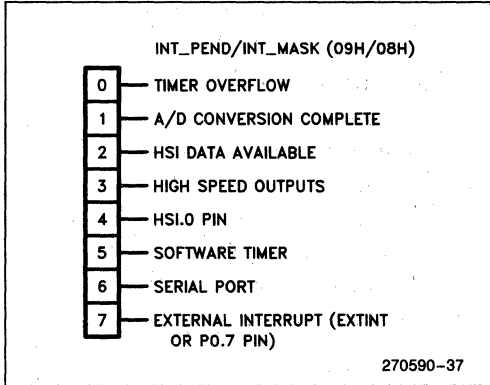 INT_PEND/INT_MASK (09H/08H)
0 TIMER OVERFLOW
1 A/D CONVERSION COMPLETE
2 HSI DATA AVAILABLE
3 HIGH SPEED OUTPUTS
4 HSI.0 PIN
5 SOFTWARE TIMER
6 SERIAL PORT
7 EXTERNAL INTERRUPT (EXTINT
OR P0.7 PIN)
270590-37